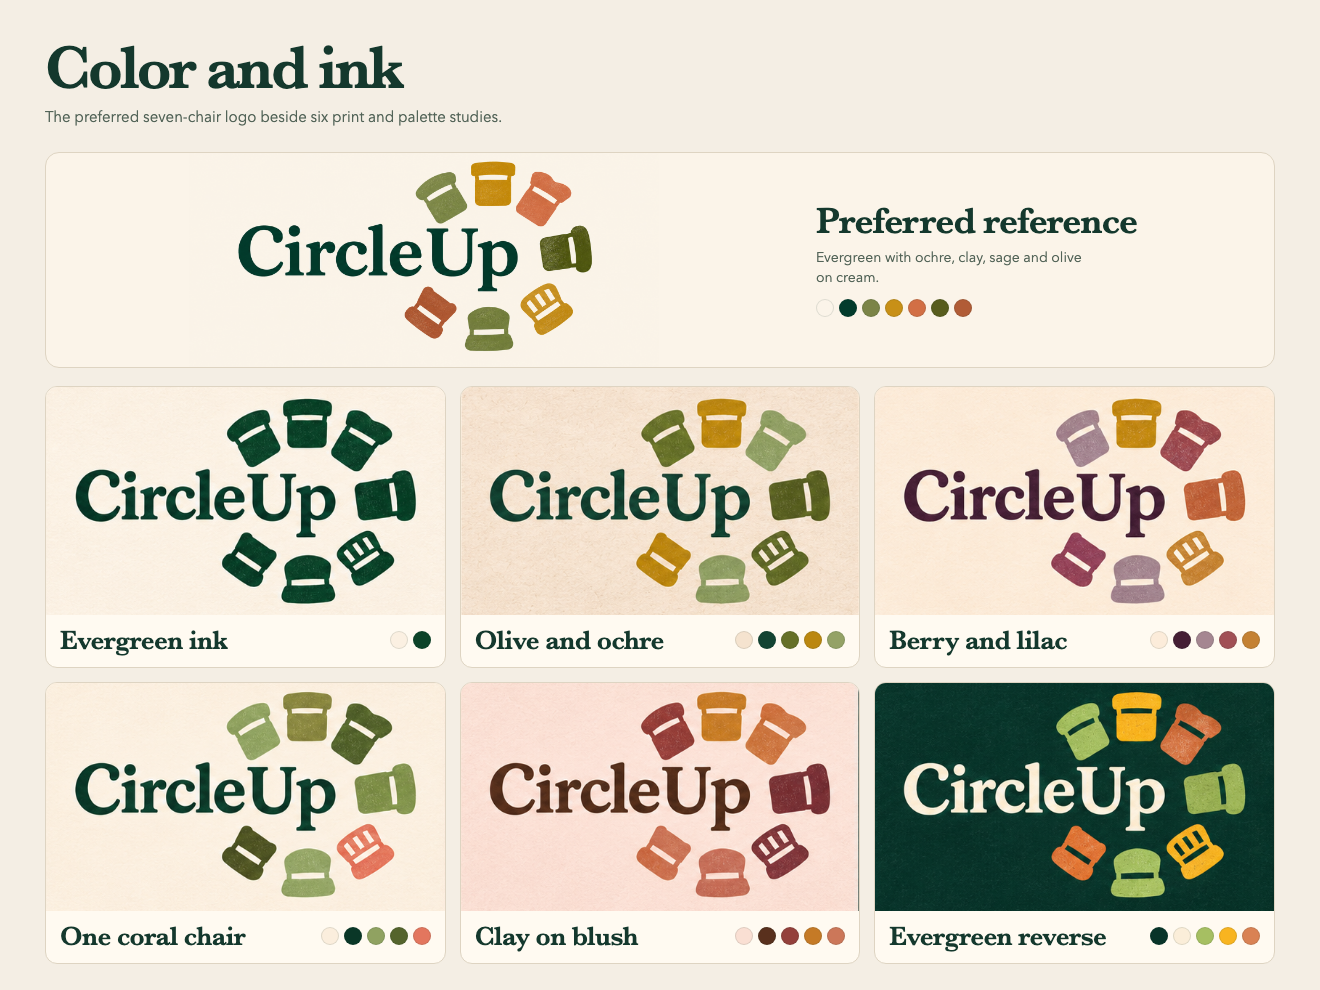 Color and ink
The preferred seven-chair logo beside six print and palette studies.
CircleUp
Preferred reference
Evergreen with ochre, clay, sage and olive
on cream.
CircleUp
Evergreen ink
CircleUp
Olive and ochre
CircleUp
Berry and lilac
CircleUp
One coral chair
CircleUp
Clay on blush
CircleUp
Evergreen reverse